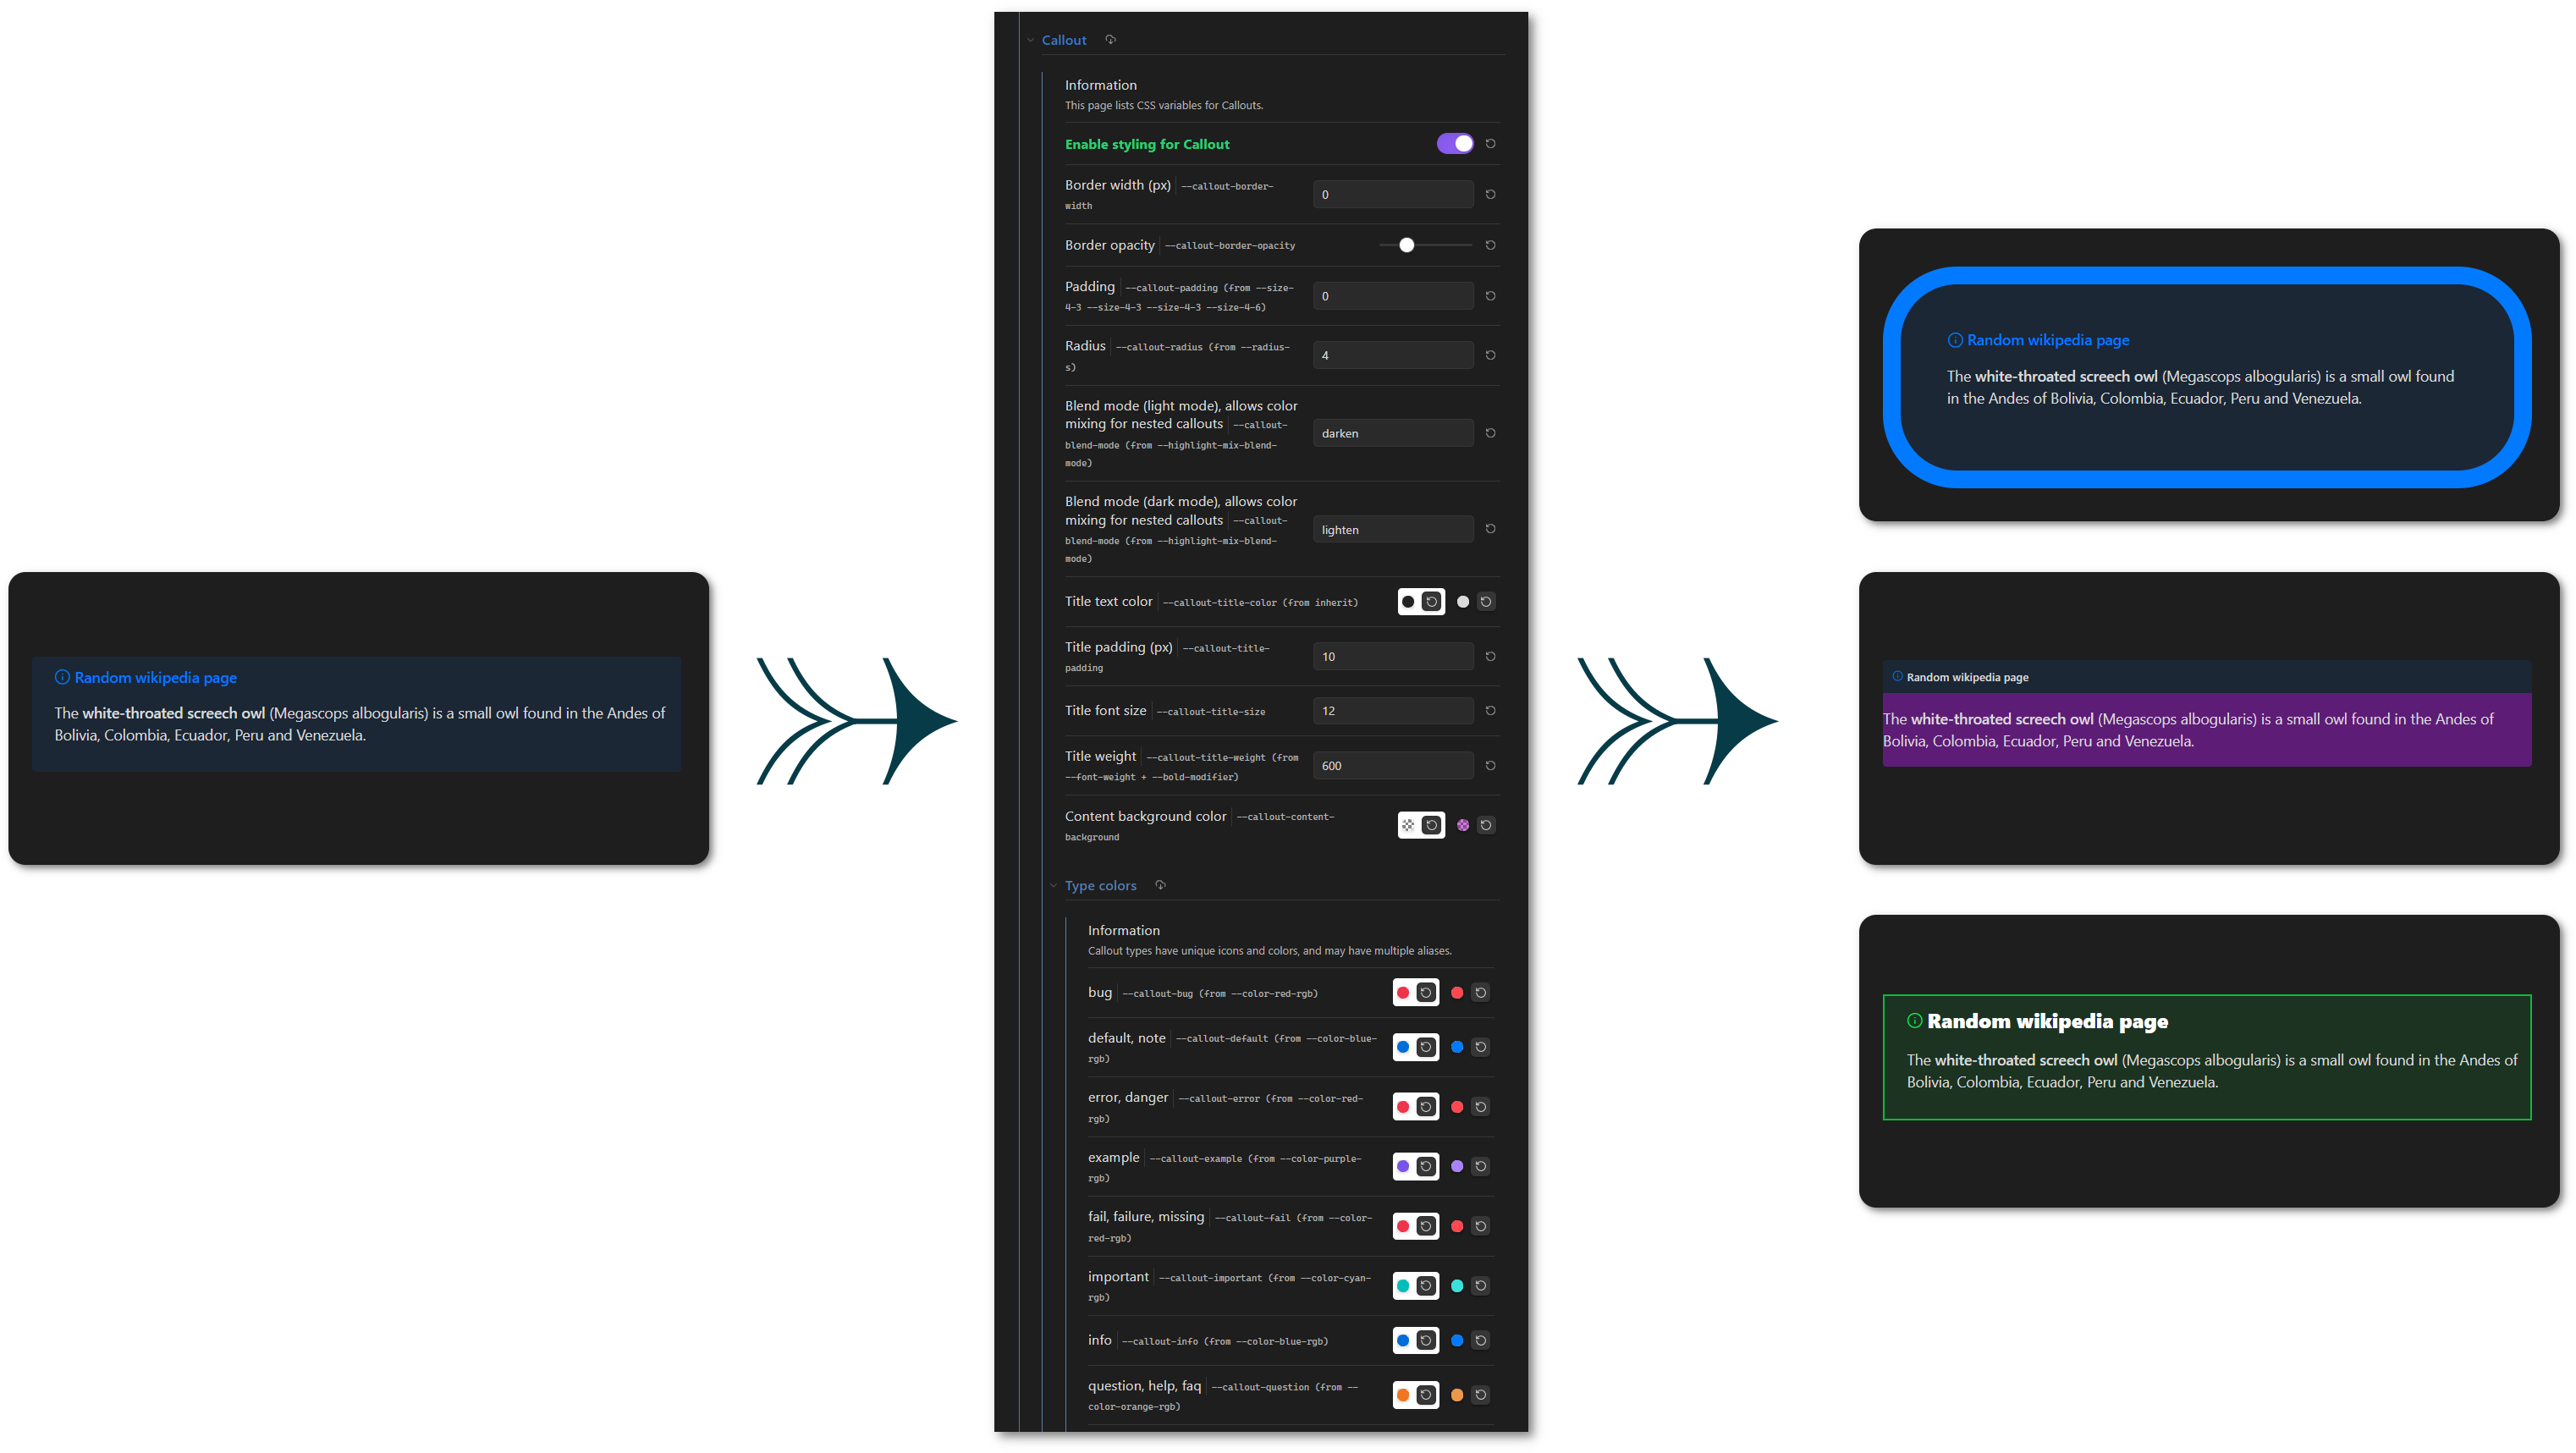 Random wikipedia page
The white-throated screech owl (Megascops albogularis) is a small owl found in the Andes of
Bolivia, Colombia, Ecuador, Peru and Venezuela.
Callout
Information
This page lists CSS variables for Callouts.
Enable styling for Callout
Border width (px) | --callout-border-
width
0
Border opacity | --callout-border-opacity
Padding | --callout-padding (from --size-
4-3 --size-4-3 --size-4-3 --size-4-6)
0
Radius | --callout-radius (from --radius-
s)
4
Blend mode (light mode), allows color
mixing for nested callouts | --callout-
blend-mode (from --highlight-mix-blend-
mode)
darken
Blend mode (dark mode), allows color
mixing for nested callouts | --callout-
blend-mode (from --highlight-mix-blend-
mode)
lighten
Title text color | --callout-title-color (from inherit)
Title padding (px) | --callout-title-
padding
10
Title font size | --callout-title-size
12
Title weight | --callout-title-weight (from
--font-weight + --bold-modifier)
600
Content background color | --callout-content-
background
Type colors
Information
Callout types have unique icons and colors, and may have multiple aliases.
bug | --callout-bug (from --color-red-rgb)
default, note | --callout-default (from --color-blue-
rgb)
error, danger | --callout-error (from --color-red-
rgb)
example | --callout-example (from --color-purple-
rgb)
fail, failure, missing | --callout-fail (from --color-
red-rgb)
important | --callout-important (from --color-cyan-
rgb)
info | --callout-info (from --color-blue-rgb)
question, help, faq | --callout-question (from --
color-orange-rgb)
Random wikipedia page
The white-throated screech owl (Megascops albogularis) is a small owl found
in the Andes of Bolivia, Colombia, Ecuador, Peru and Venezuela.
Random wikipedia page
The white-throated screech owl (Megascops albogularis) is a small owl found in the Andes of
Bolivia, Colombia, Ecuador, Peru and Venezuela.
Random wikipedia page
The white-throated screech owl (Megascops albogularis) is a small owl found in the Andes of
Bolivia, Colombia, Ecuador, Peru and Venezuela.